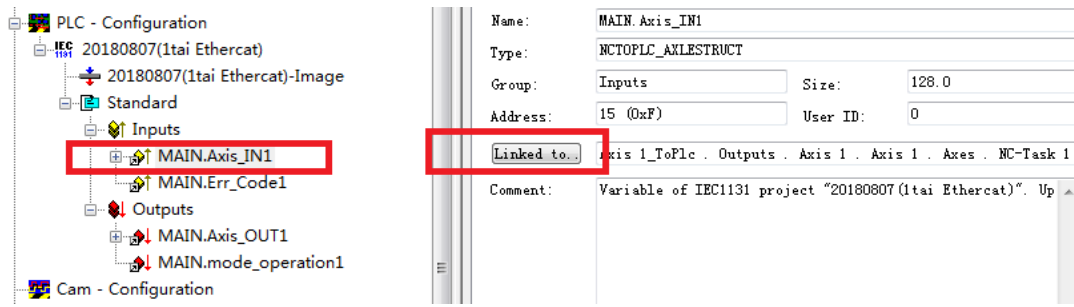 PLC - Configuration
20180807(1tai Ethercat)
20180807(1tai Ethercat)-Image
Standard
Inputs
MAIN.Axis_IN1
MAIN.Err_Code1
Outputs
MAIN.Axis_OUT1
MAIN.mode_operation1
Cam - Configuration
Name: MAIN.Axis_IN1
Type: NCTOPLC_AXLESTRUCT
Group: Inputs Size: 128.0
Address: 15 (0xF) User ID: 0
Linked to.. Axis 1_ToPlc . Outputs . Axis 1 . Axis 1 . Axes . NC-Task 1
Comment: Variable of IEC1131 project "20180807(1tai Ethercat)". Up